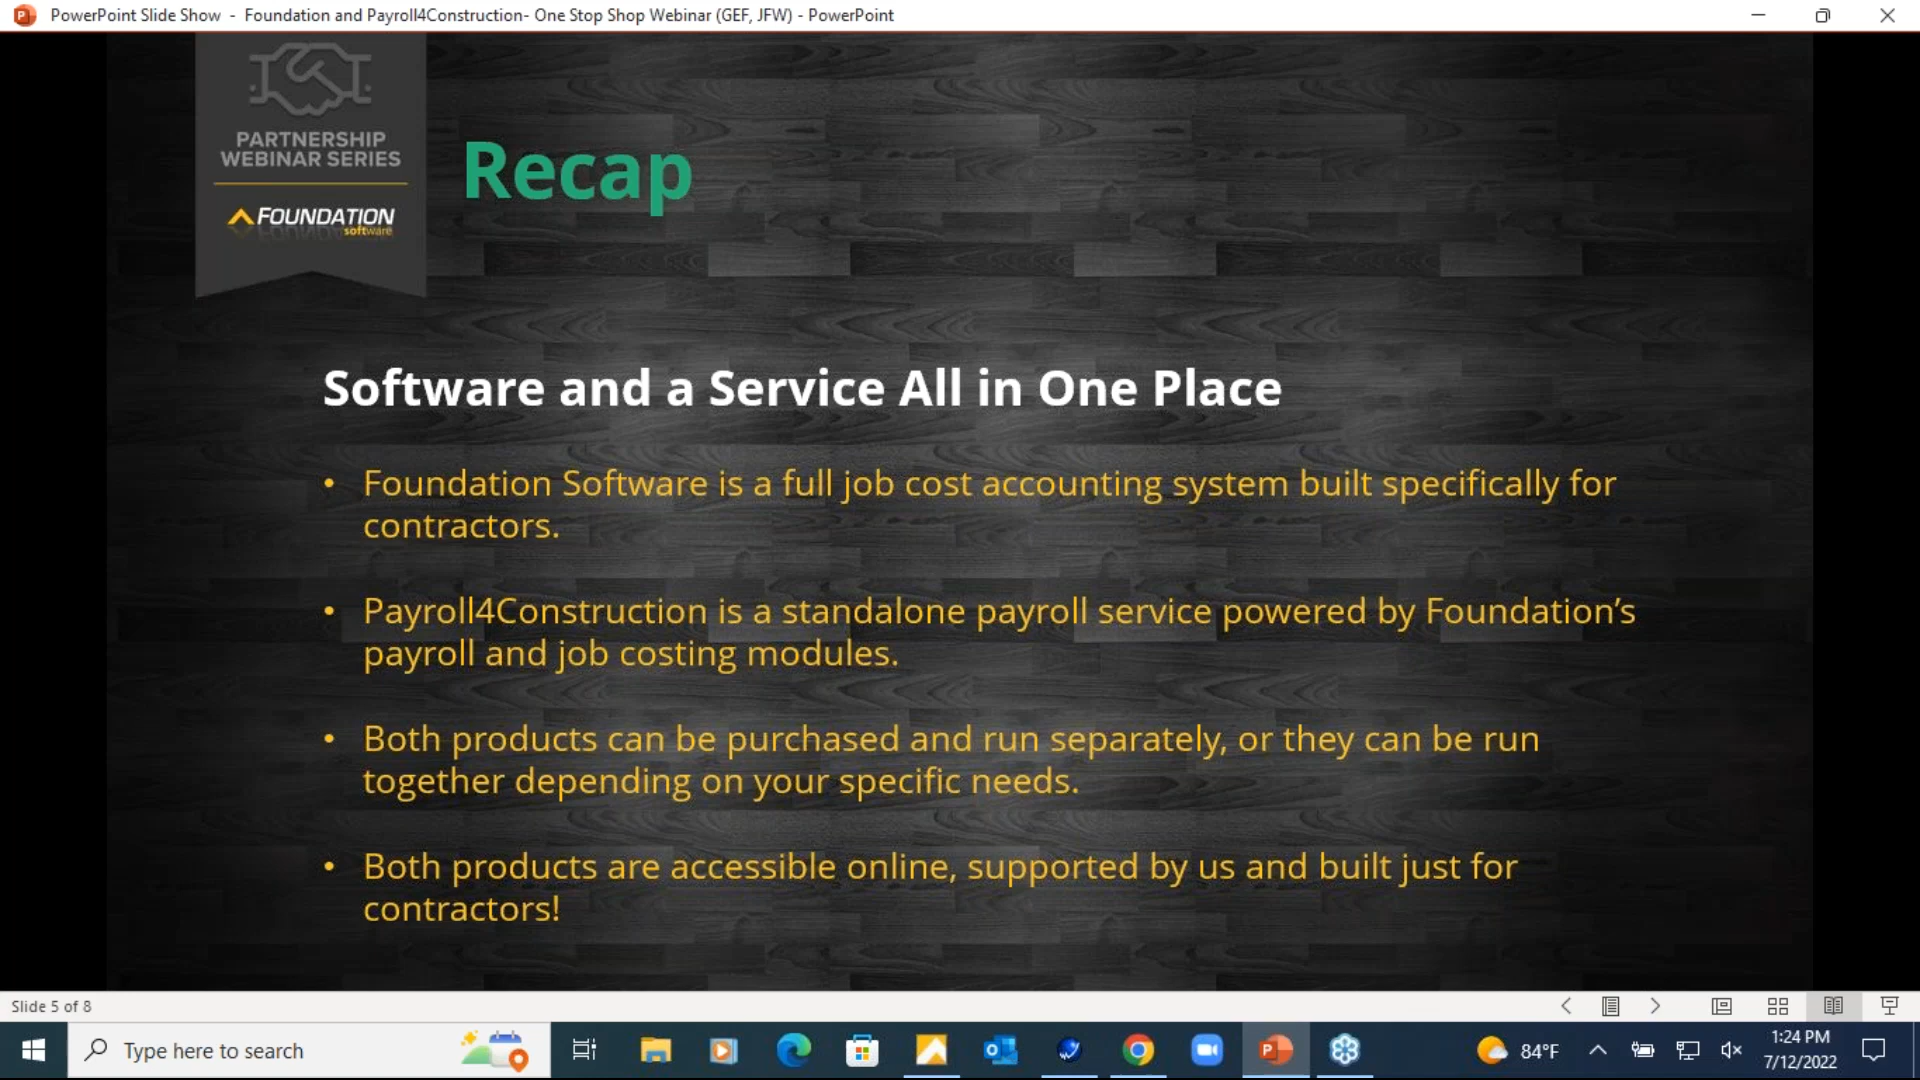 PowerPoint Slide Show - Foundation and Payroll4Construction- One Stop Shop Webinar (GEF, JFW) - PowerPoint
PARTNERSHIP
WEBINAR SERIES
FOUNDATION
software
Recap
Software and a Service All in One Place
• Foundation Software is a full job cost accounting system built specifically for
contractors.
• Payroll4Construction is a standalone payroll service powered by Foundation’s
payroll and job costing modules.
• Both products can be purchased and run separately, or they can be run
together depending on your specific needs.
• Both products are accessible online, supported by us and built just for
contractors!
Slide 5 of 8
Type here to search
84°F
1:24 PM
7/12/2022